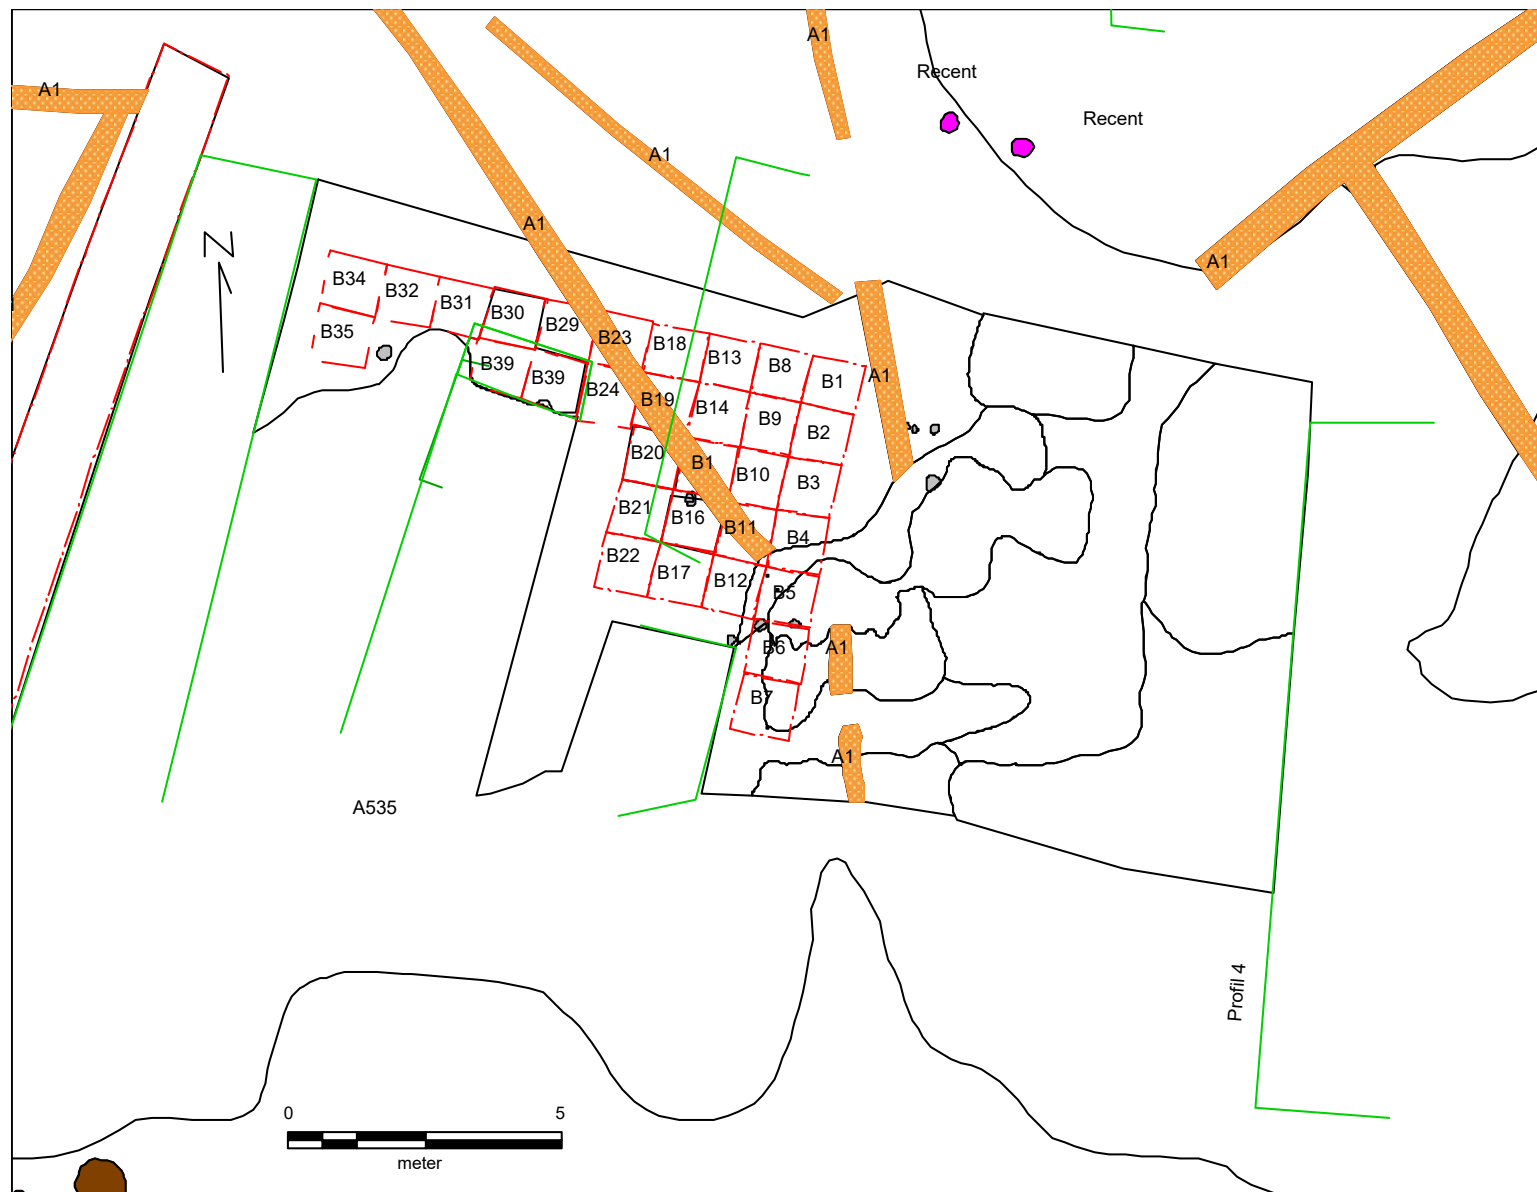 A1
Recent
A1
Recent
A1
A1
N
A1
A1
B34
B32
B31
B30
B29
B23
B18
B13
B8
B1
A1
B35
B39
B39
B24
B19
B14
B9
B2
B20
B1
B10
B3
B21
B16
B11
B4
B22
B17
B12
B5
B6
A1
B7
A1
A535
Profil 4
0 5
meter